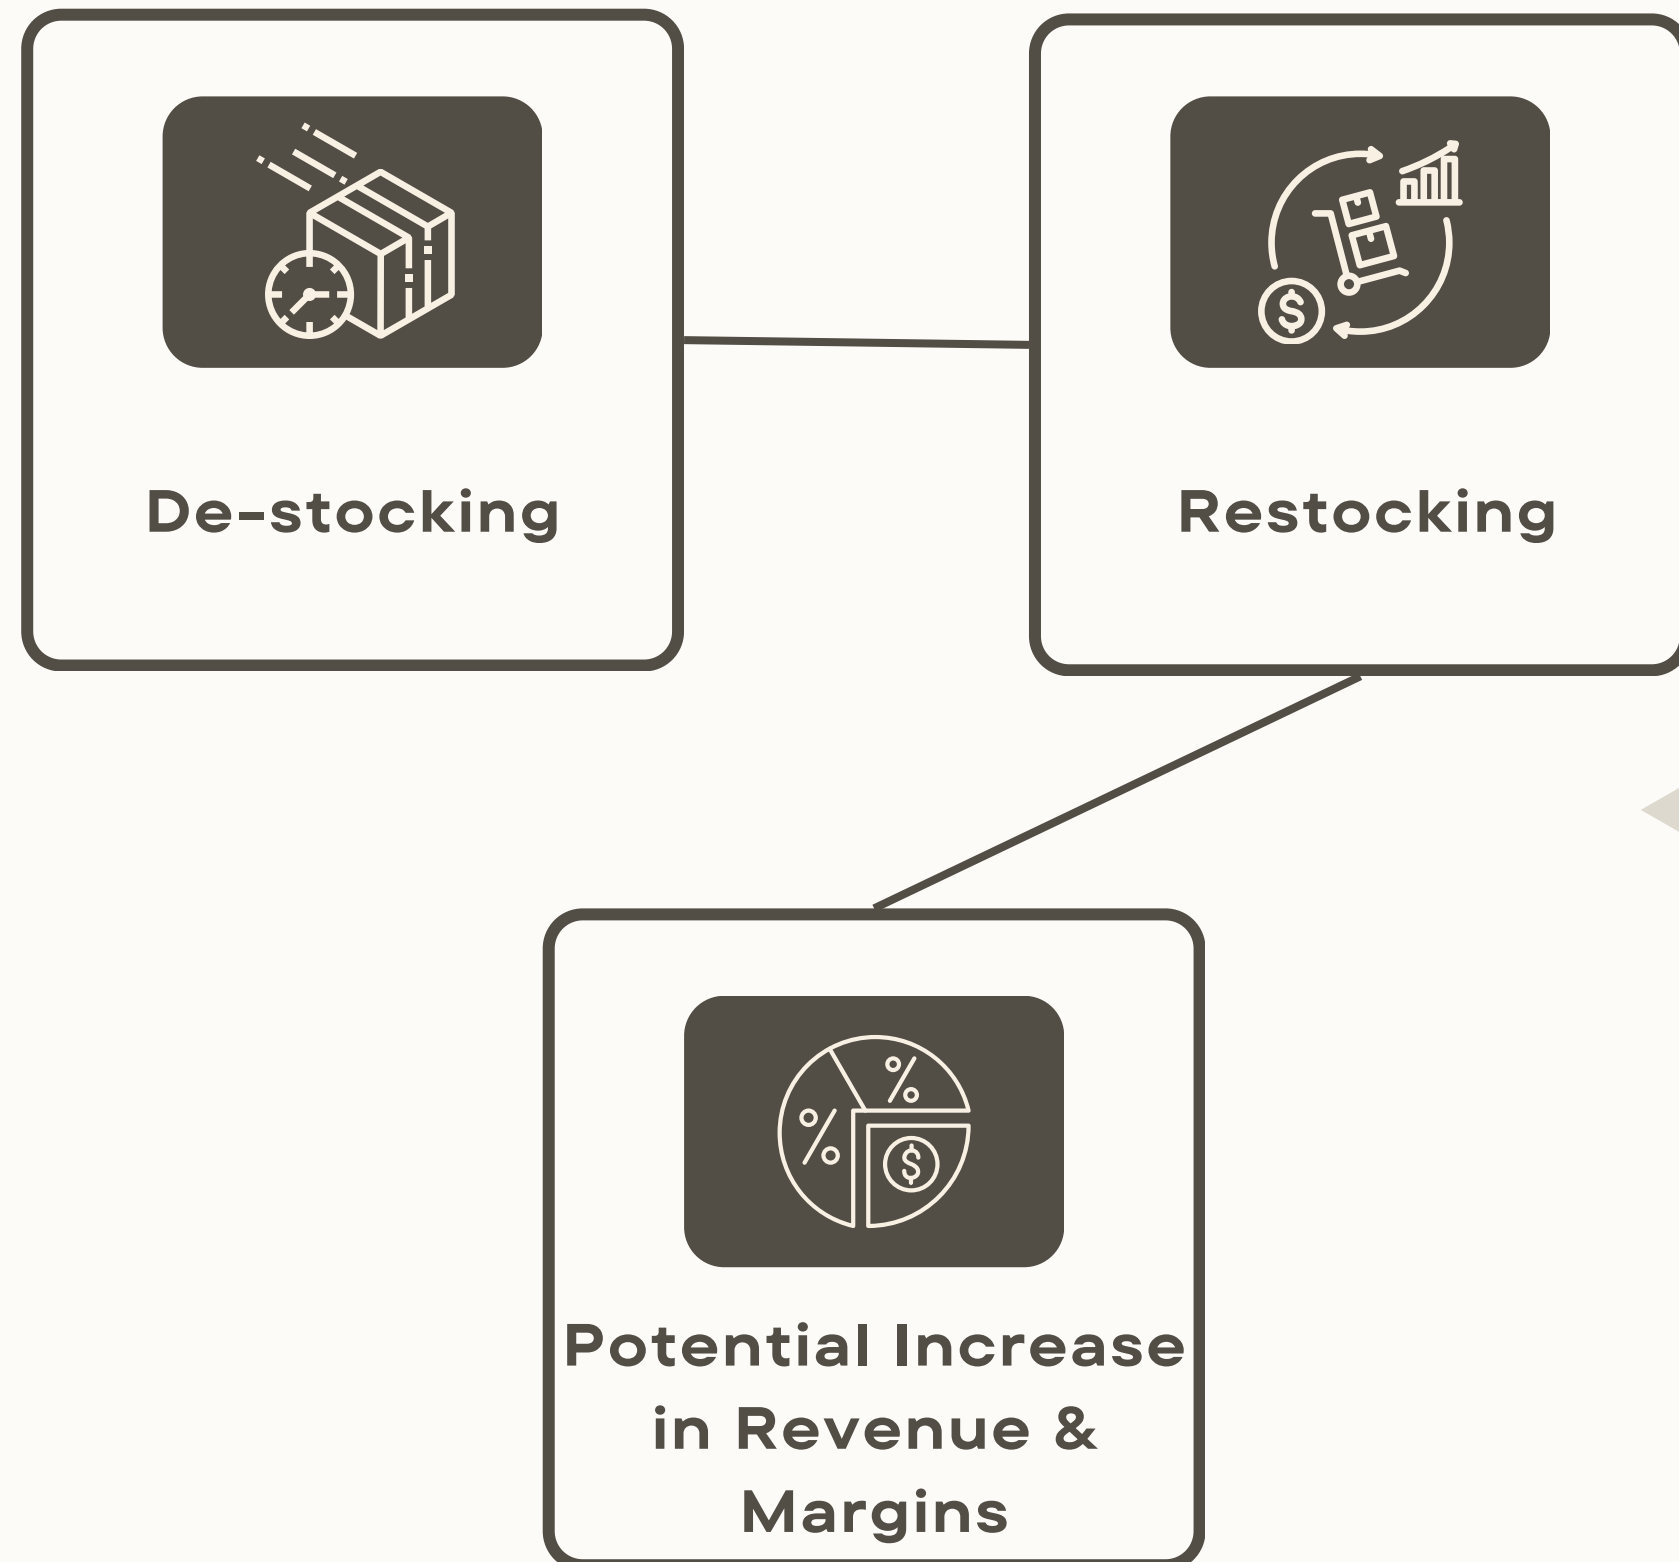 De-stocking
Restocking
Potential Increase
in Revenue &
Margins